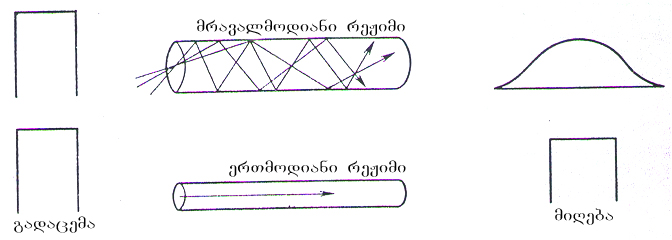 მრავალმოდიანი რეჟიმი
ერთმოდიანი რეჟიმი
გადაცემა
მიღება